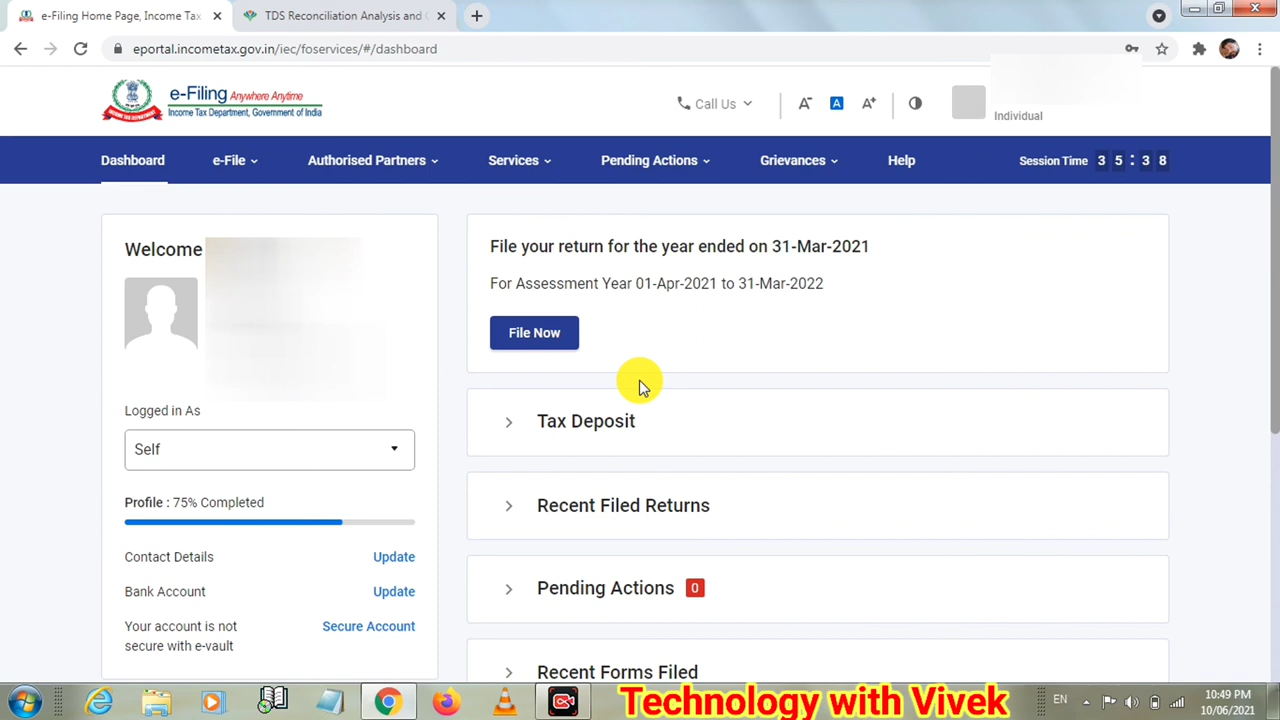 e-Filing Home Page, Income Tax
TDS Reconciliation Analysis and
eportal.incometax.gov.in/iec/foservices/#/dashboard
e-Filing Anywhere Anytime
Income Tax Department, Government of India
Call Us
A-
A
A+
Individual
Dashboard
e-File
Authorised Partners
Services
Pending Actions
Grievances
Help
Session Time 3 5 : 3 8
Welcome
Logged in As
Self
Profile : 75% Completed
Contact Details
Update
Bank Account
Update
Your account is not
secure with e-vault
Secure Account
File your return for the year ended on 31-Mar-2021
For Assessment Year 01-Apr-2021 to 31-Mar-2022
File Now
Tax Deposit
Recent Filed Returns
Pending Actions 0
Recent Forms Filed
Technology with Vivek
EN
10:49 PM
10/06/2021